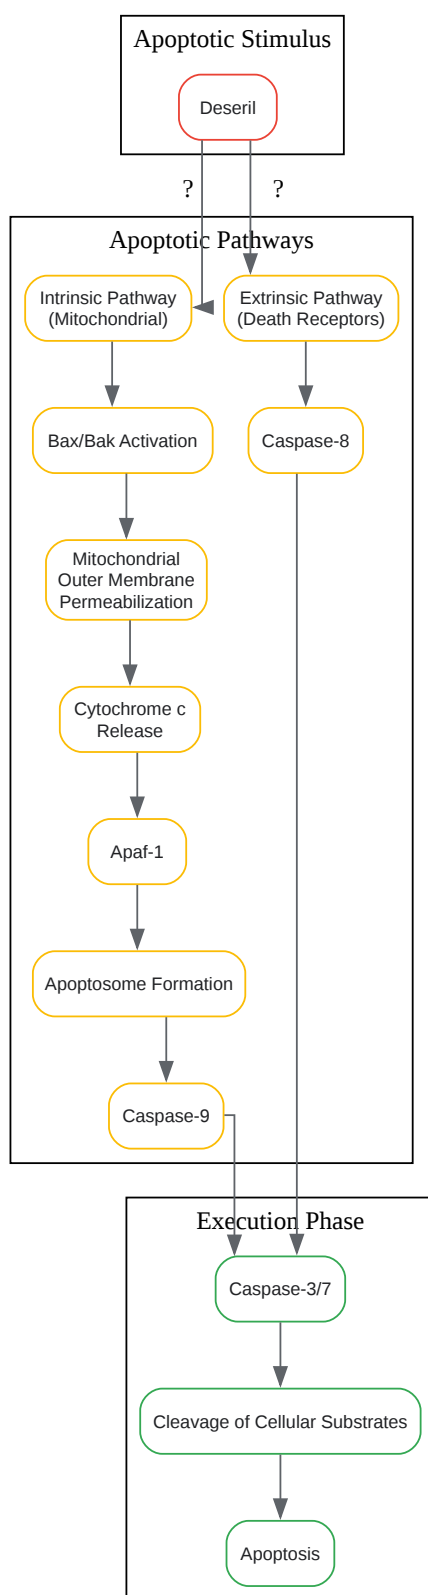 Apoptotic Stimulus
Deseril
?
?
Apoptotic Pathways
Intrinsic Pathway
(Mitochondrial)
Extrinsic Pathway
(Death Receptors)
Bax/Bak Activation
Caspase-8
Mitochondrial
Outer Membrane
Permeabilization
Cytochrome c
Release
Apaf-1
Apoptosome Formation
Caspase-9
Execution Phase
Caspase-3/7
Cleavage of Cellular Substrates
Apoptosis